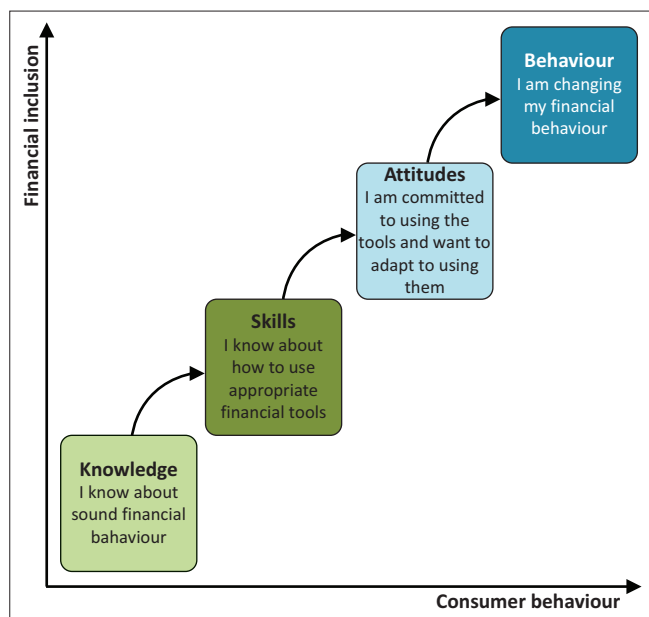 Financial inclusion
Behaviour
I am changing
my financial
behaviour
Attitudes
I am committed
to using the
tools and want to
adapt to using
them
Skills
I know about
how to use
appropriate
financial tools
Knowledge
I know about
sound financial
bahaviour
Consumer behaviour